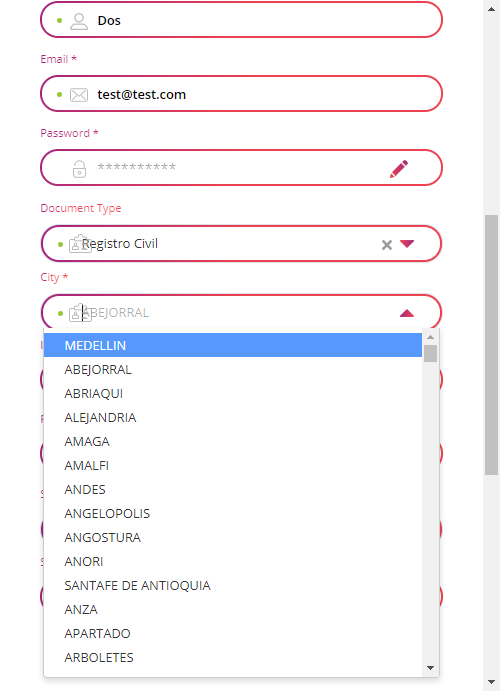 Dos
Email *
test@test.com
Password *
**********
Document Type
Registro Civil
City *
ABEJORRAL
MEDELLIN
ABEJORRAL
ABRIAQUI
ALEJANDRIA
AMAGA
AMALFI
ANDES
ANGELOPOLIS
ANGOSTURA
ANORI
SANTAFE DE ANTIOQUIA
ANZA
APARTADO
ARBOLETES